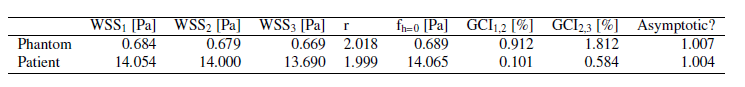 WSS₁ [Pa] WSS₂ [Pa] WSS₃ [Pa] r f_{h=0} [Pa] GCI₁,₂ [%] GCI₂,₃ [%] Asymptotic?
Phantom 0.684 0.679 0.669 2.018 0.689 0.912 1.812 1.007
Patient 14.054 14.000 13.690 1.999 14.065 0.101 0.584 1.004